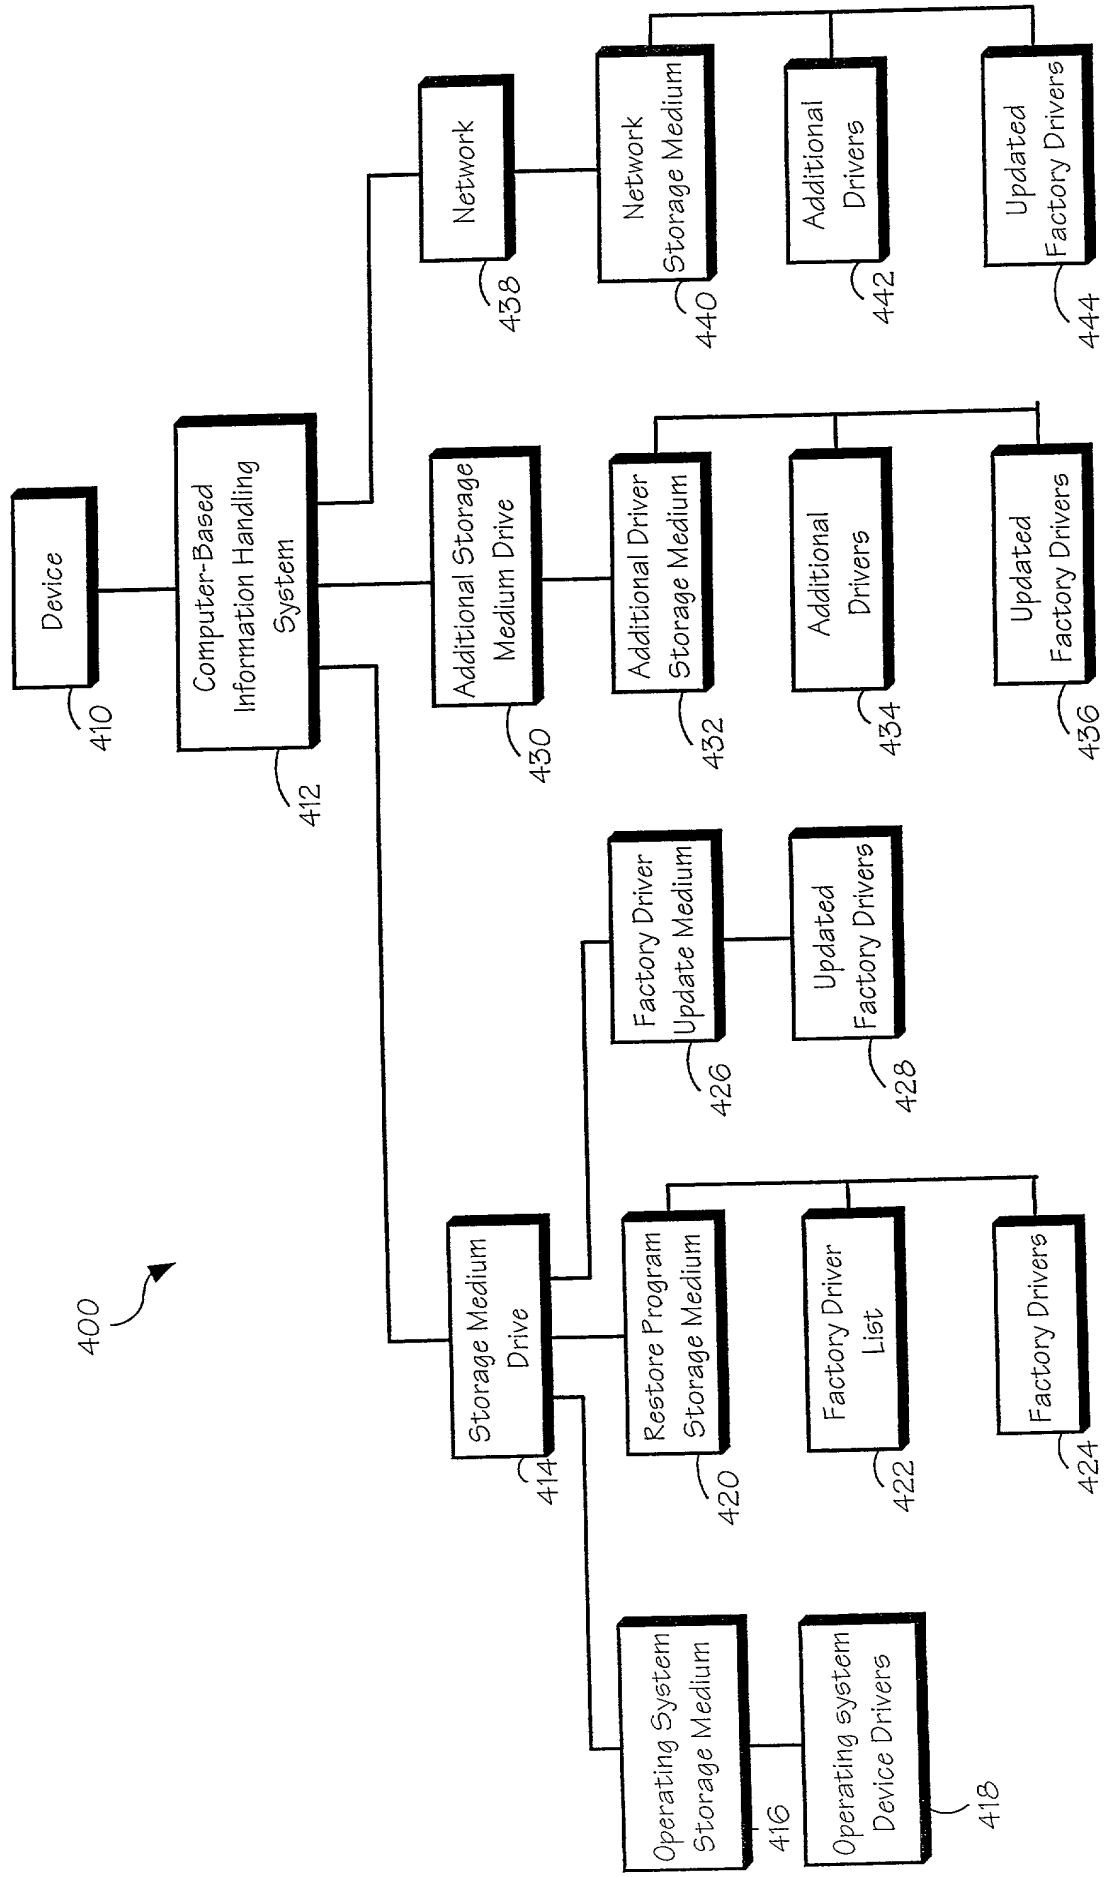 400
Device
410
Computer-Based
Information Handling
System
412
Storage Medium
Drive
414
Additional Storage
Medium Drive
430
Network
438
Operating System
Storage Medium
416
Restore Program
Storage Medium
420
Factory Driver
Update Medium
426
Additional Driver
Storage Medium
432
Network
Storage Medium
440
Operating system
Device Drivers
418
Factory Driver
List
422
Updated
Factory Drivers
428
Additional
Drivers
434
Additional
Drivers
442
Factory Drivers
424
Updated
Factory Drivers
436
Updated
Factory Drivers
444